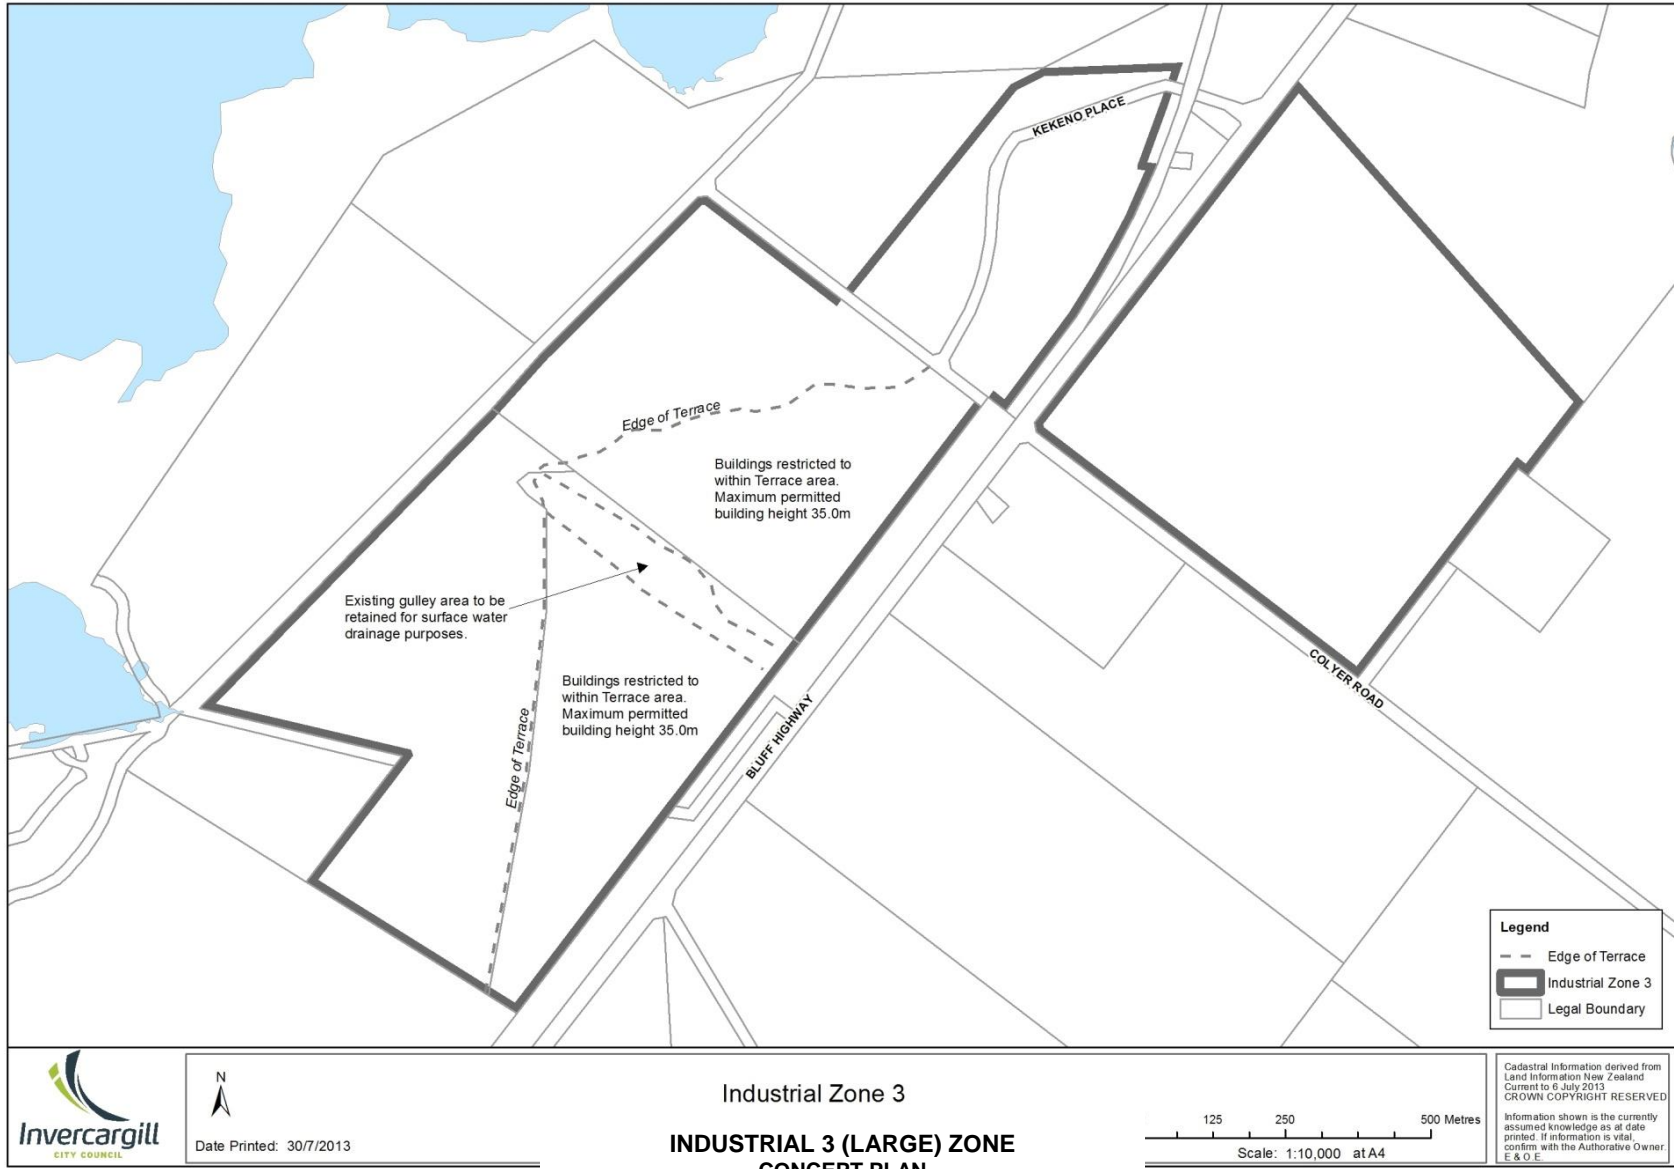 KEKENO PLACE
Edge of Terrace
Buildings restricted to
within Terrace area.
Maximum permitted
building height 35.0m
Existing gulley area to be
retained for surface water
drainage purposes.
Buildings restricted to
within Terrace area.
Maximum permitted
building height 35.0m
Edge of Terrace
BLUFF HIGHWAY
COLYER ROAD
Legend
Edge of Terrace
Industrial Zone 3
Legal Boundary
Invercargill
CITY COUNCIL
N
Date Printed: 30/7/2013
Industrial Zone 3
INDUSTRIAL 3 (LARGE) ZONE
CONCEPT PLAN
125 250 500 Metres
Scale: 1:10,000 at A4
Cadastral Information derived from
Land Information New Zealand
Current to 6 July 2013
CROWN COPYRIGHT RESERVED
Information shown is the currently
assumed knowledge as at date
printed. If information is vital,
confirm with the Authorative Owner.
E & O E.